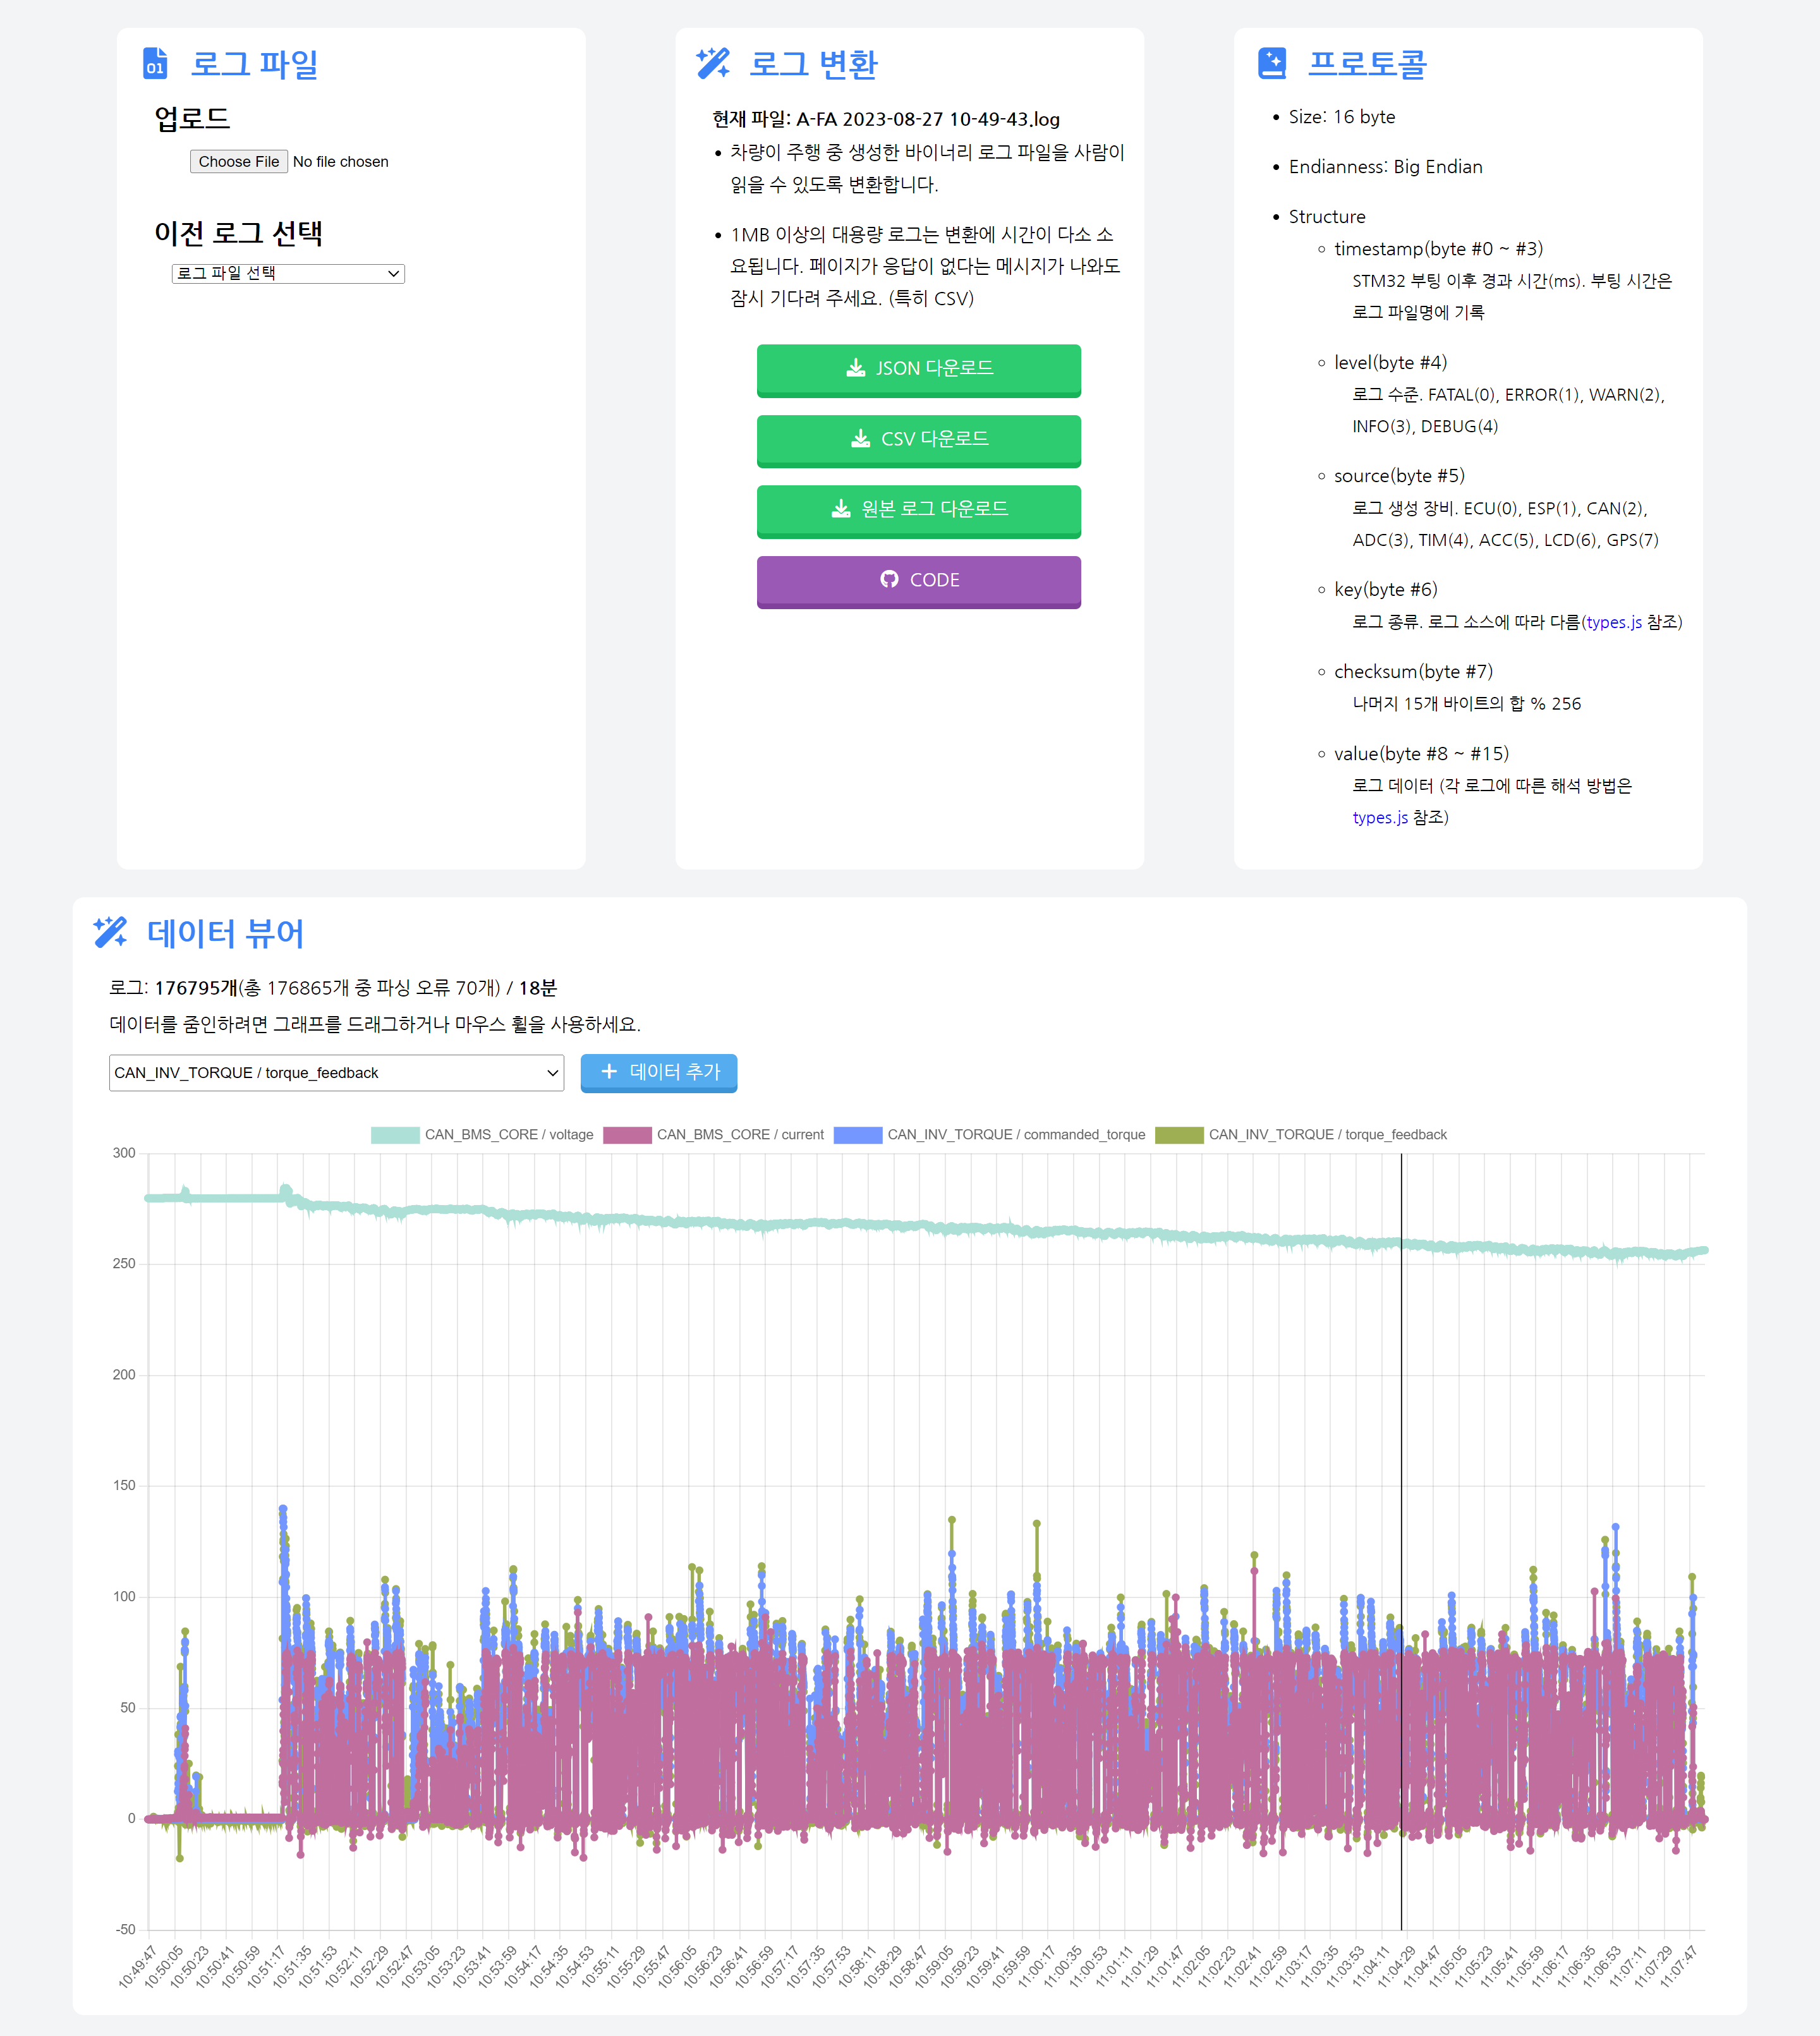 로그 파일
업로드
Choose File No file chosen
이전 로그 선택
로그 파일 선택
로그 변환
현재 파일: A-FA 2023-08-27 10-49-43.log
차량이 주행 중 생성한 바이너리 로그 파일을 사람이
읽을 수 있도록 변환합니다.
1MB 이상의 대용량 로그는 변환에 시간이 다소 소
요됩니다. 페이지가 응답이 없다는 메시지가 나와도
잠시 기다려 주세요. (특히 CSV)
JSON 다운로드
CSV 다운로드
원본 로그 다운로드
CODE
프로토콜
Size: 16 byte
Endianness: Big Endian
Structure
timestamp(byte #0 ~ #3)
STM32 부팅 이후 경과 시간(ms). 부팅 시간은
로그 파일명에 기록
level(byte #4)
로그 수준. FATAL(0), ERROR(1), WARN(2),
INFO(3), DEBUG(4)
source(byte #5)
로그 생성 장비. ECU(0), ESP(1), CAN(2),
ADC(3), TIM(4), ACC(5), LCD(6), GPS(7)
key(byte #6)
로그 종류. 로그 소스에 따라 다름(types.js 참조)
checksum(byte #7)
나머지 15개 바이트의 합 % 256
value(byte #8 ~ #15)
로그 데이터 (각 로그에 따른 해석 방법은
types.js 참조)
데이터 뷰어
로그: 176795개(총 176865개 중 파싱 오류 70개) / 18분
데이터를 줌인하려면 그래프를 드래그하거나 마우스 휠을 사용하세요.
CAN_INV_TORQUE / torque_feedback
데이터 추가
CAN_BMS_CORE / voltage CAN_BMS_CORE / current CAN_INV_TORQUE / commanded_torque CAN_INV_TORQUE / torque_feedback
300
250
200
150
100
50
0
-50
10:49:47 10:50:05 10:50:23 10:50:41 10:50:59 10:51:17 10:51:35 10:51:53 10:52:11 10:52:29 10:52:47 10:53:05 10:53:23 10:53:41 10:53:59 10:54:17 10:54:35 10:54:53 10:55:11 10:55:29 10:55:47 10:56:05 10:56:23 10:56:41 10:56:59 10:57:17 10:57:35 10:57:53 10:58:11 10:58:29 10:58:47 10:59:05 10:59:23 10:59:41 10:59:59 11:00:17 11:00:35 11:00:53 11:01:11 11:01:29 11:01:47 11:02:05 11:02:23 11:02:41 11:02:59 11:03:17 11:03:35 11:03:53 11:04:11 11:04:29 11:04:47 11:05:05 11:05:23 11:05:41 11:05:59 11:06:17 11:06:35 11:06:53 11:07:11 11:07:29 11:07:47